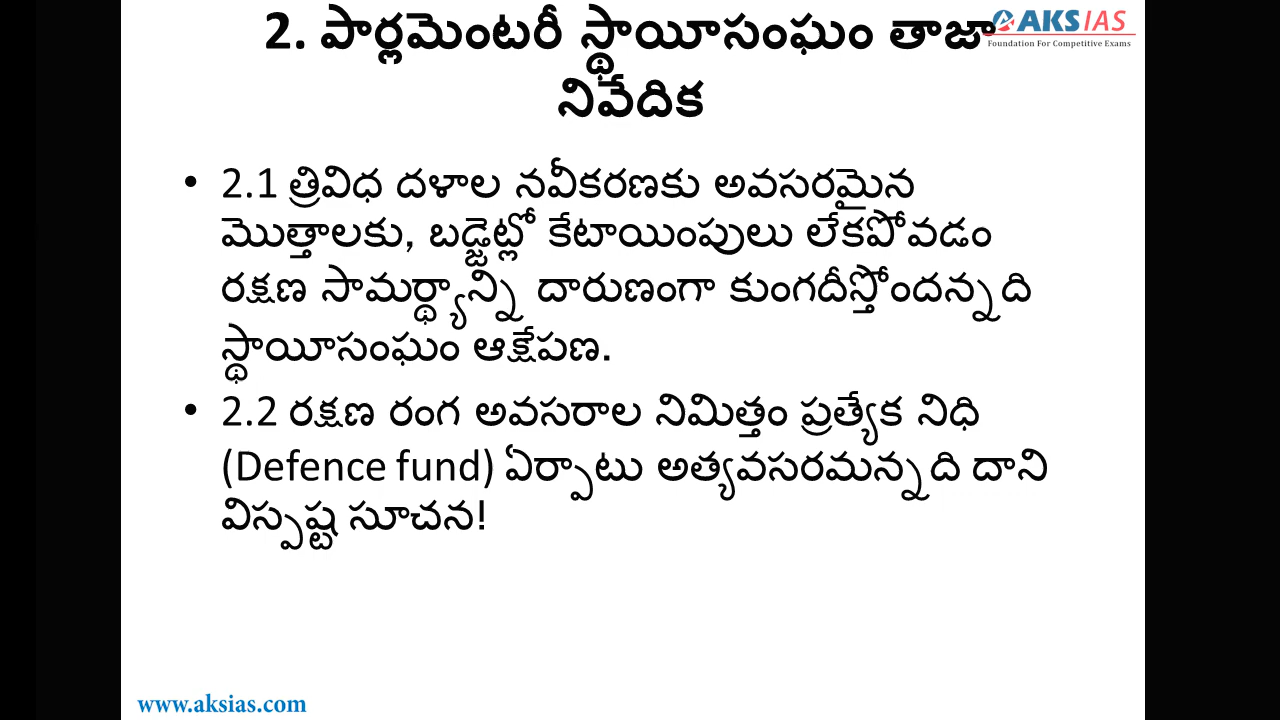 2. పార్లమెంటరీ స్థాయీసంఘం తాజా
AKS IAS
Foundation For Competitive Exams
నివేదిక
• 2.1 త్రివిధ దళాల నవీకరణకు అవసరమైన
మొత్తాలకు, బడ్జెట్లో కేటాయింపులు లేకపోవడం
రక్షణ సామర్థ్యాన్ని దారుణంగా కుంగదీస్తోందన్నది
స్థాయీసంఘం ఆక్షేపణ.
• 2.2 రక్షణ రంగ అవసరాల నిమిత్తం ప్రత్యేక నిధి
(Defence fund) ఏర్పాటు అత్యవసరమన్నది దాని
విస్పష్ట సూచన!
www.aksias.com